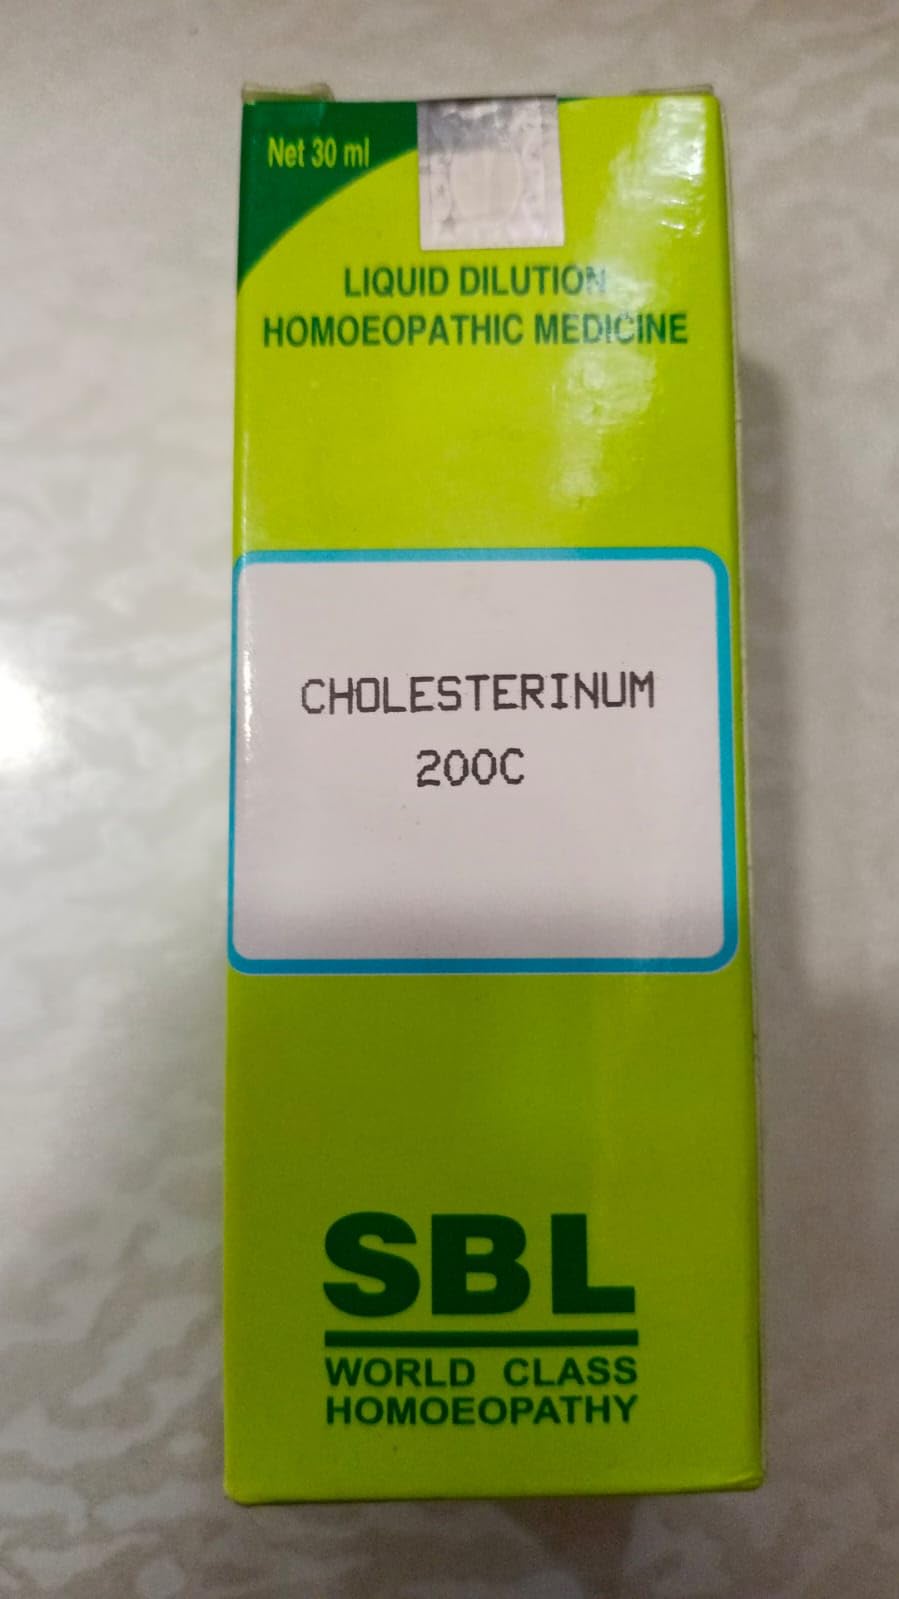 Net 30 ml
LIQUID DILUTION
HOMOEOPATHIC MEDICINE
CHOLESTERINUM
200C
SBL
WORLD CLASS
HOMOEOPATHY